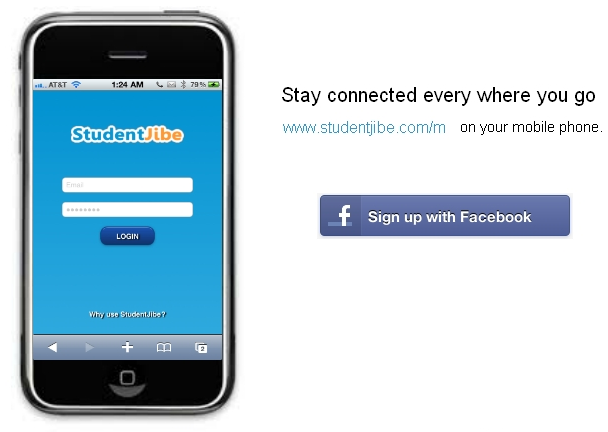 AT&T 1:24 AM 79%
StudentJibe
Email
LOGIN
Why use StudentJibe?
2
Stay connected every where you go
www.studentjibe.com/m on your mobile phone.
f Sign up with Facebook